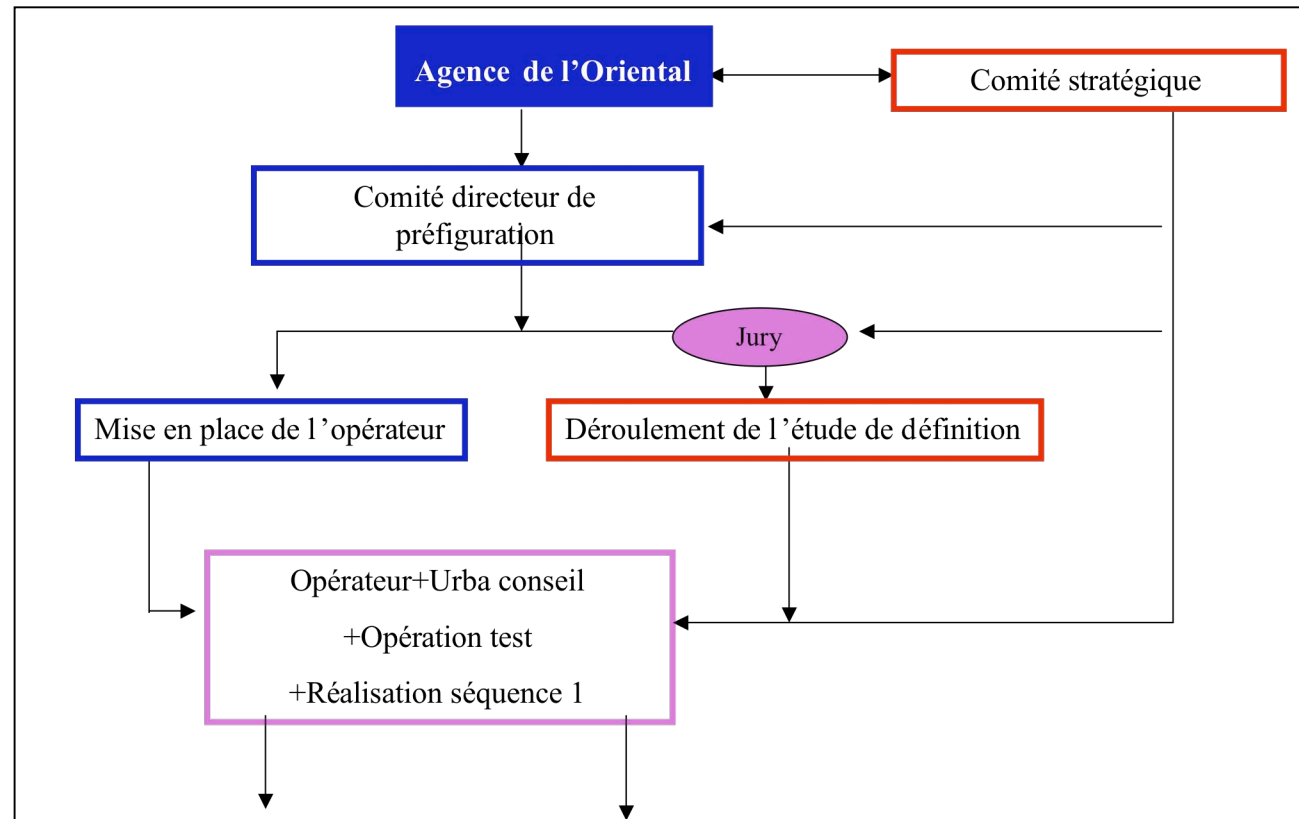 Agence de l’Oriental
Comité stratégique
Comité directeur de
préfiguration
Jury
Mise en place de l’opérateur
Déroulement de l’étude de définition
Opérateur+Urba conseil
+Opération test
+Réalisation séquence 1